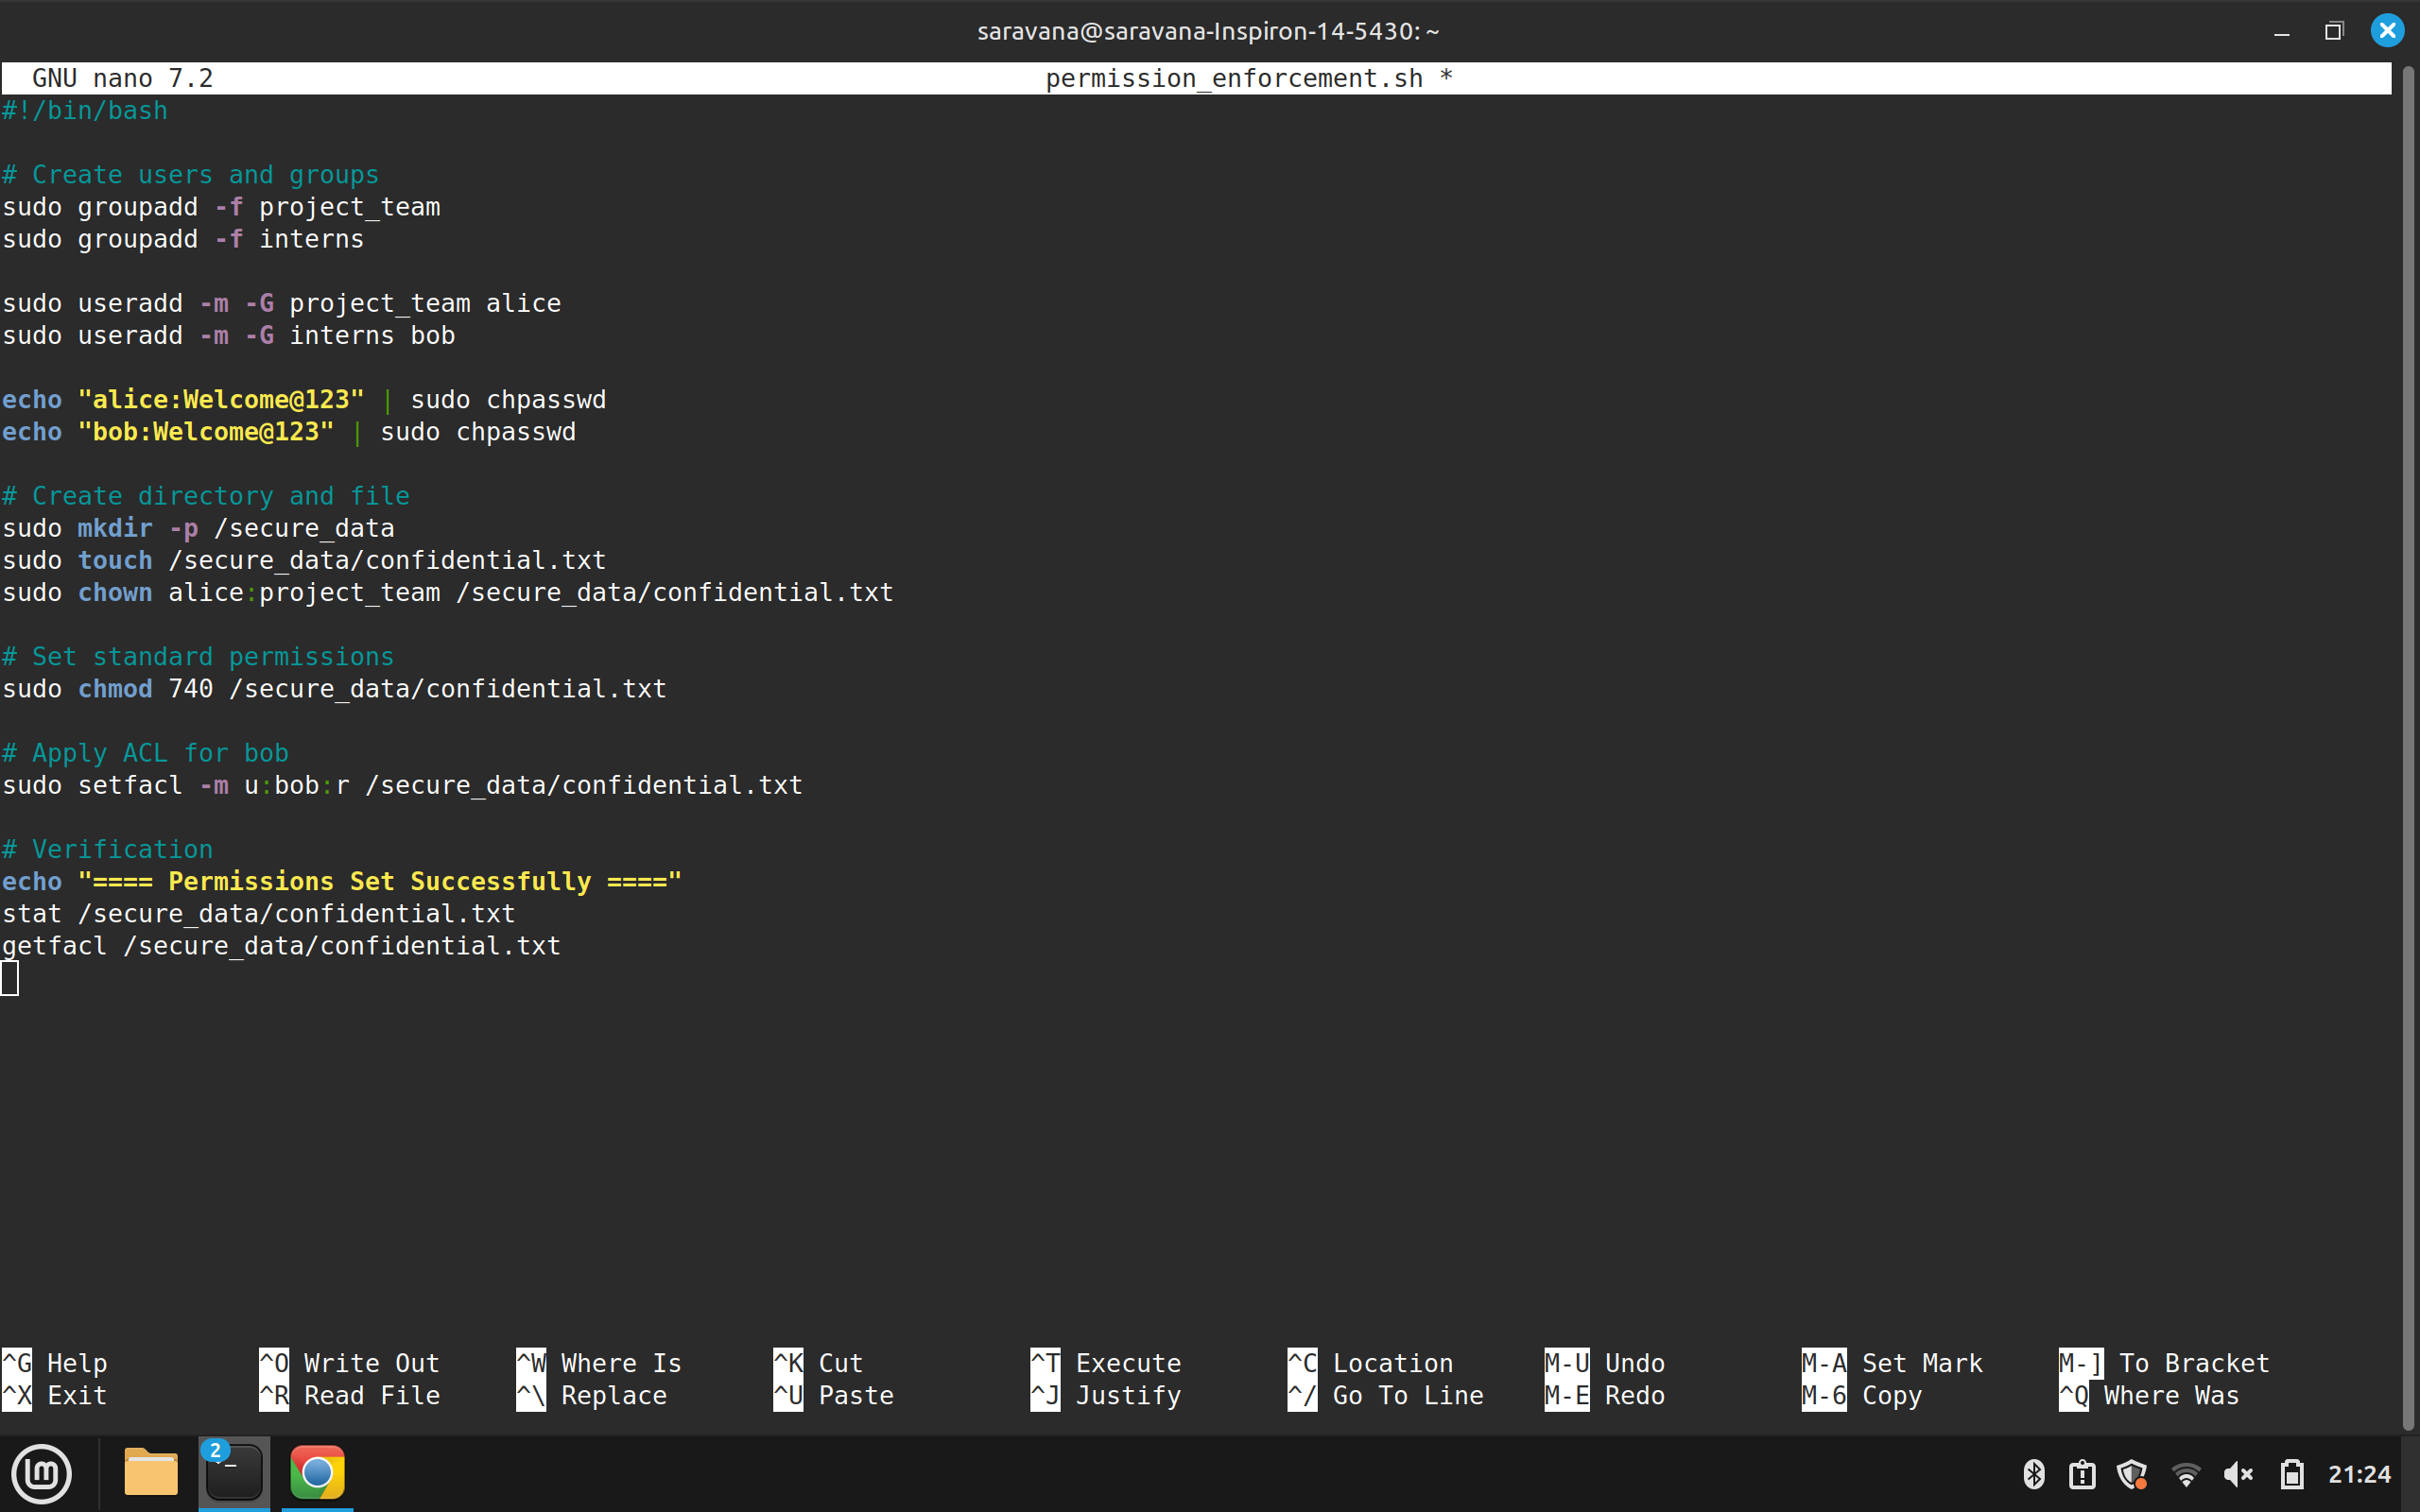 saravana@saravana-Inspiron-14-5430: ~
GNU nano 7.2 permission_enforcement.sh *
#!/bin/bash
# Create users and groups
sudo groupadd -f project_team
sudo groupadd -f interns
sudo useradd -m -G project_team alice
sudo useradd -m -G interns bob
echo "alice:Welcome@123" | sudo chpasswd
echo "bob:Welcome@123" | sudo chpasswd
# Create directory and file
sudo mkdir -p /secure_data
sudo touch /secure_data/confidential.txt
sudo chown alice:project_team /secure_data/confidential.txt
# Set standard permissions
sudo chmod 740 /secure_data/confidential.txt
# Apply ACL for bob
sudo setfacl -m u:bob:r /secure_data/confidential.txt
# Verification
echo "==== Permissions Set Successfully ===="
stat /secure_data/confidential.txt
getfacl /secure_data/confidential.txt
^G Help ^O Write Out ^W Where Is ^K Cut ^T Execute ^C Location M-U Undo M-A Set Mark M-] To Bracket
^X Exit ^R Read File ^\ Replace ^U Paste ^J Justify ^/ Go To Line M-E Redo M-6 Copy ^Q Where Was
2
21:24